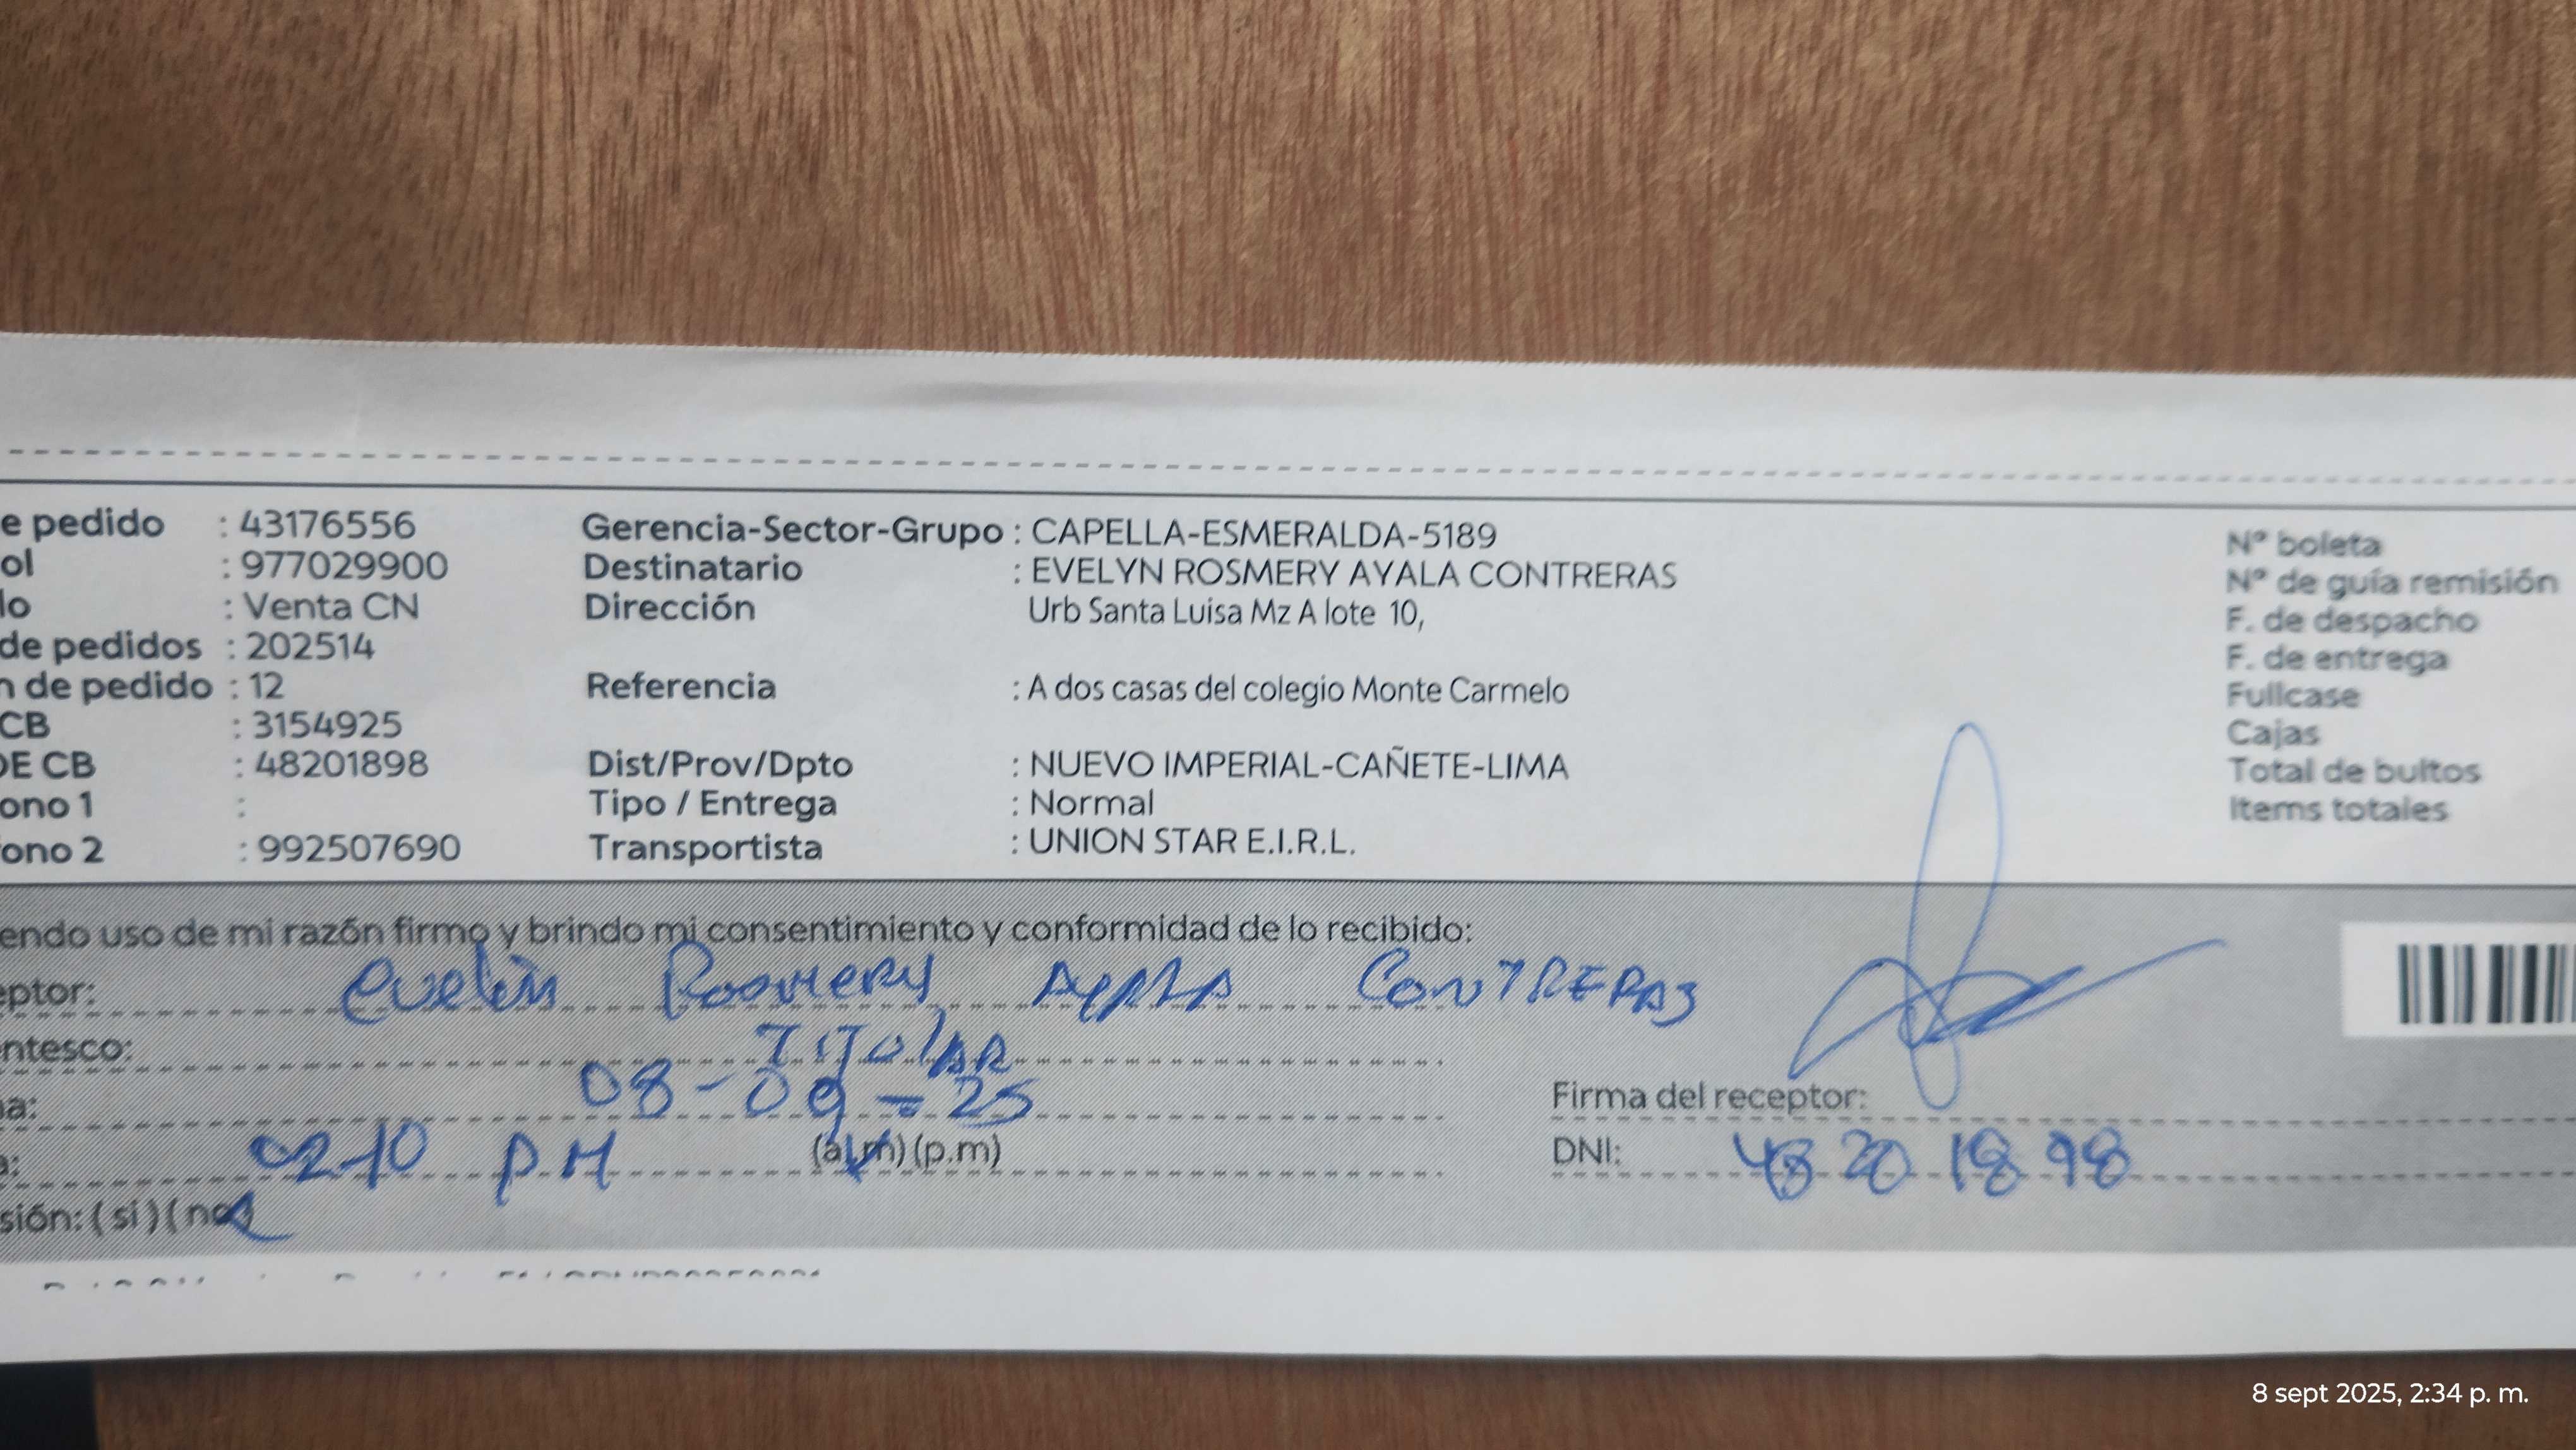 e pedido : 43176556
ol : 977029900
lo : Venta CN
de pedidos : 202514
n de pedido : 12
CB : 3154925
DE CB : 48201898
ono 1 :
ono 2 : 992507690
Gerencia-Sector-Grupo : CAPELLA-ESMERALDA-5189
Destinatario : EVELYN ROSMERY AYALA CONTRERAS
Dirección Urb Santa Luisa Mz A lote 10,
Referencia : A dos casas del colegio Monte Carmelo
Dist/Prov/Dpto : NUEVO IMPERIAL-CAÑETE-LIMA
Tipo / Entrega : Normal
Transportista : UNION STAR E.I.R.L.
Nº boleta
Nº de guía remisión
F. de despacho
F. de entrega
Fullcase
Cajas
Total de bultos
Items totales
endo uso de mi razón firmo y brindo mi consentimiento y conformidad de lo recibido:
eptor: Evelin Rosmery AYALA CONTRERAS
ntesco: TITULAR
na: 08-09-25
a: 0210 P.M (a.m) (p.m)
sión: (si) (no)
Firma del receptor:
DNI: 48201898
8 sept 2025, 2:34 p. m.